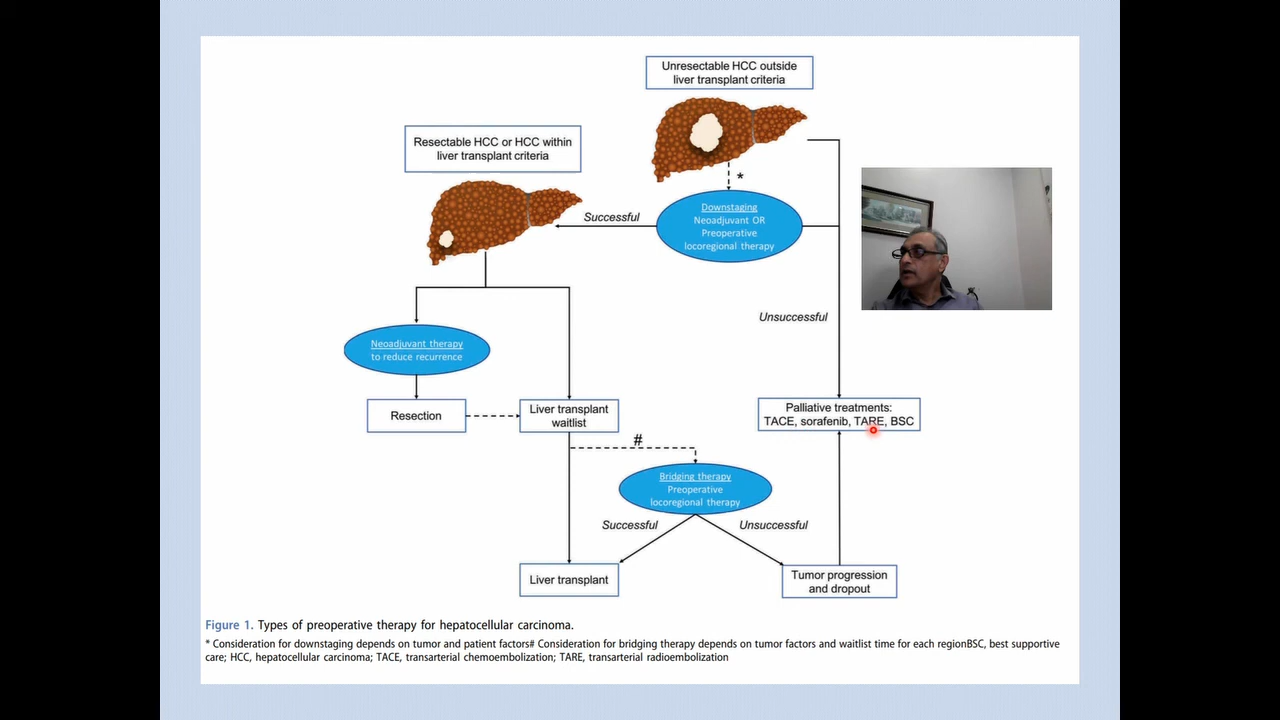 Unresectable HCC outside
liver transplant criteria
Resectable HCC or HCC within
liver transplant criteria
*
Downstaging
Neoadjuvant OR
Preoperative
locoregional therapy
Successful
Unsuccessful
Neoadjuvant therapy
to reduce recurrence
Resection
Liver transplant
waitlist
Palliative treatments:
TACE, sorafenib, TARE, BSC
#
Bridging therapy
Preoperative
locoregional therapy
Successful
Unsuccessful
Liver transplant
Tumor progression
and dropout
Figure 1. Types of preoperative therapy for hepatocellular carcinoma.
* Consideration for downstaging depends on tumor and patient factors# Consideration for bridging therapy depends on tumor factors and waitlist time for each regionBSC, best supportive
care; HCC, hepatocellular carcinoma; TACE, transarterial chemoembolization; TARE, transarterial radioembolization